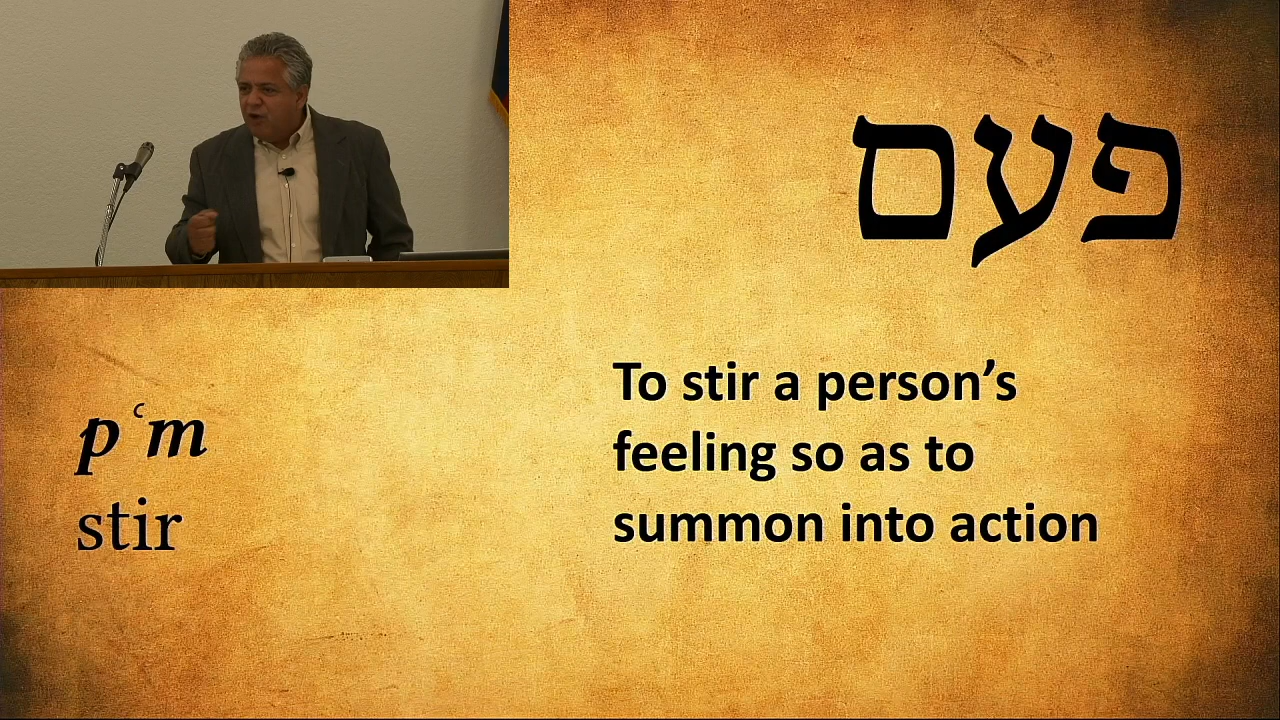 פעם
To stir a person’s
feeling so as to
summon into action
pʿm
stir